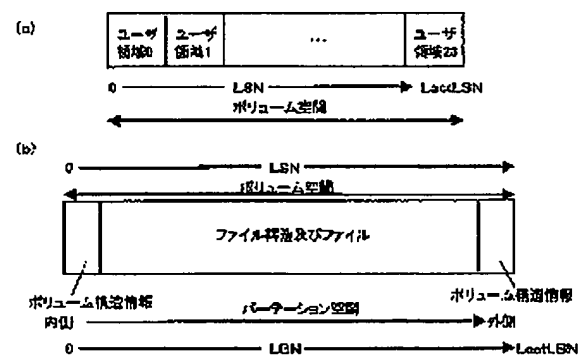 (a)
ユーザ領域0 ユーザ領域1 … ユーザ領域23
0 LSN LastLSN
ボリューム空間
(b)
0 LSN
ボリューム空間
ファイル構造及びファイル
ボリューム構造情報 ボリューム構造情報
内側 パーテーション空間 外側
0 LSN LastLSN